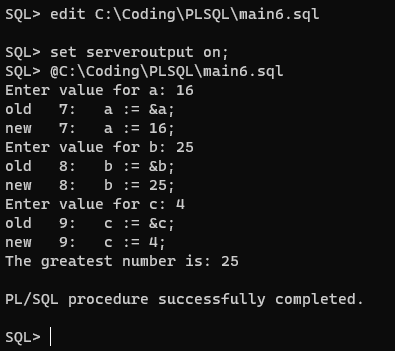 SQL> edit C:\Coding\PLSQL\main6.sql
SQL> set serveroutput on;
SQL> @C:\Coding\PLSQL\main6.sql
Enter value for a: 16
old   7:   a := &a;
new   7:   a := 16;
Enter value for b: 25
old   8:   b := &b;
new   8:   b := 25;
Enter value for c: 4
old   9:   c := &c;
new   9:   c := 4;
The greatest number is: 25
PL/SQL procedure successfully completed.
SQL>